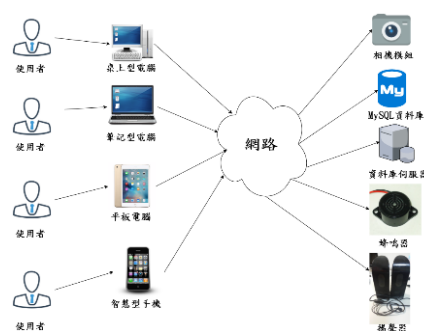 使用者
桌上型電腦
使用者
筆記型電腦
使用者
平板電腦
使用者
智慧型手機
網路
相機模組
My
MySQL資料庫
資料庫伺服器
蜂鳴器
揚聲器